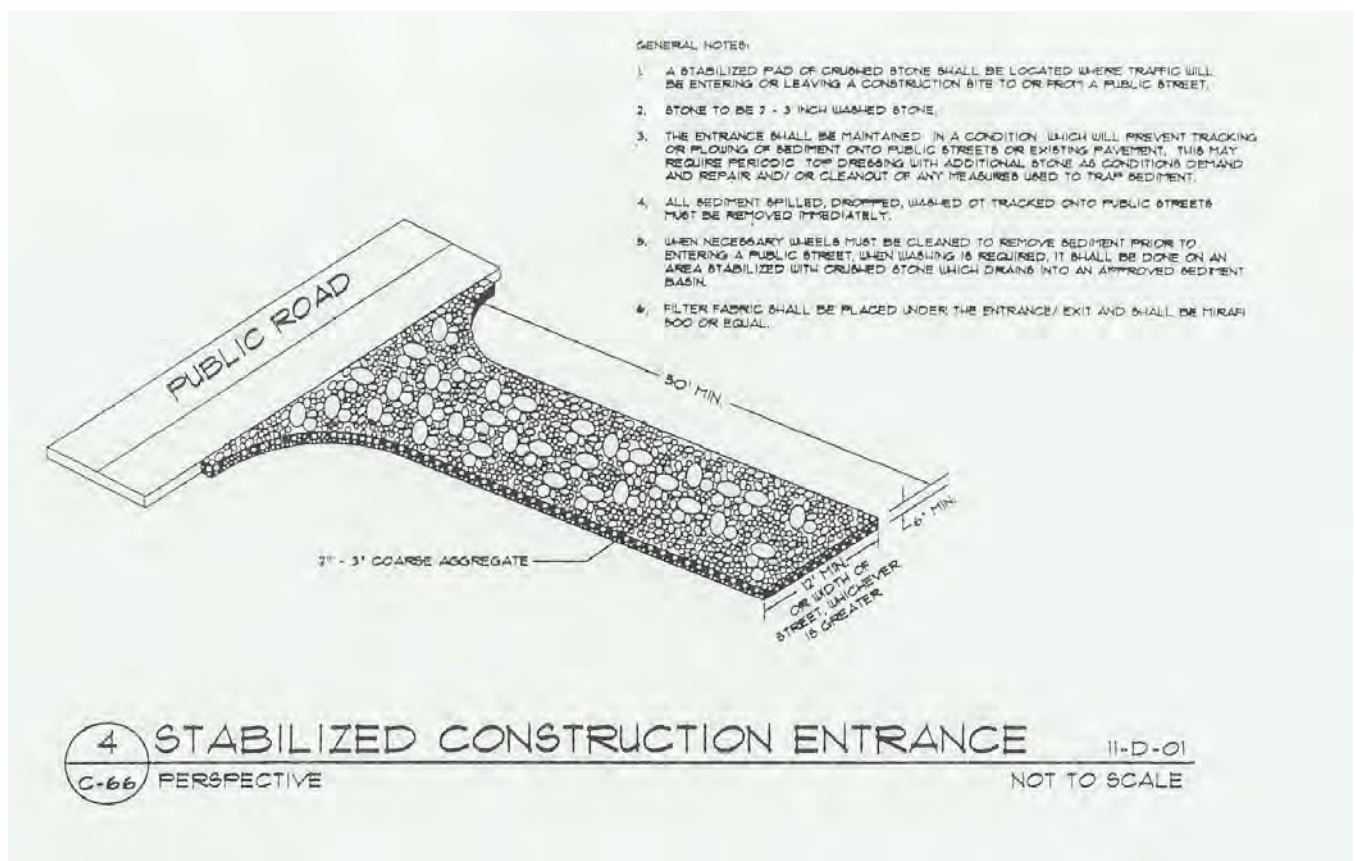 GENERAL NOTES:
1. A STABILIZED PAD OF CRUSHED STONE SHALL BE LOCATED WHERE TRAFFIC WILL
BE ENTERING OR LEAVING A CONSTRUCTION SITE TO OR FROM A PUBLIC STREET.
2. STONE TO BE 2 - 3 INCH WASHED STONE.
3. THE ENTRANCE SHALL BE MAINTAINED IN A CONDITION WHICH WILL PREVENT TRACKING
OR FLOWING OF SEDIMENT ONTO PUBLIC STREETS OR EXISTING PAVEMENT. THIS MAY
REQUIRE PERIODIC TOP DRESSING WITH ADDITIONAL STONE AS CONDITIONS DEMAND
AND REPAIR AND/ OR CLEANOUT OF ANY MEASURES USED TO TRAP SEDIMENT.
4. ALL SEDIMENT SPILLED, DROPPED, WASHED OT TRACKED ONTO PUBLIC STREETS
MUST BE REMOVED IMMEDIATELY.
5. WHEN NECESSARY WHEELS MUST BE CLEANED TO REMOVE SEDIMENT PRIOR TO
ENTERING A PUBLIC STREET, WHEN WASHING IS REQUIRED, IT SHALL BE DONE ON AN
AREA STABILIZED WITH CRUSHED STONE WHICH DRAINS INTO AN APPROVED SEDIMENT
BASIN.
6. FILTER FABRIC SHALL BE PLACED UNDER THE ENTRANCE/ EXIT AND SHALL BE MIRAFI
500 OR EQUAL.
PUBLIC ROAD
50' MIN.
6" MIN.
2" - 3" COARSE AGGREGATE
12' MIN.
OR WIDTH OF
STREET, WHICHEVER
IS GREATER
4
C-66
STABILIZED CONSTRUCTION ENTRANCE
11-D-01
PERSPECTIVE
NOT TO SCALE